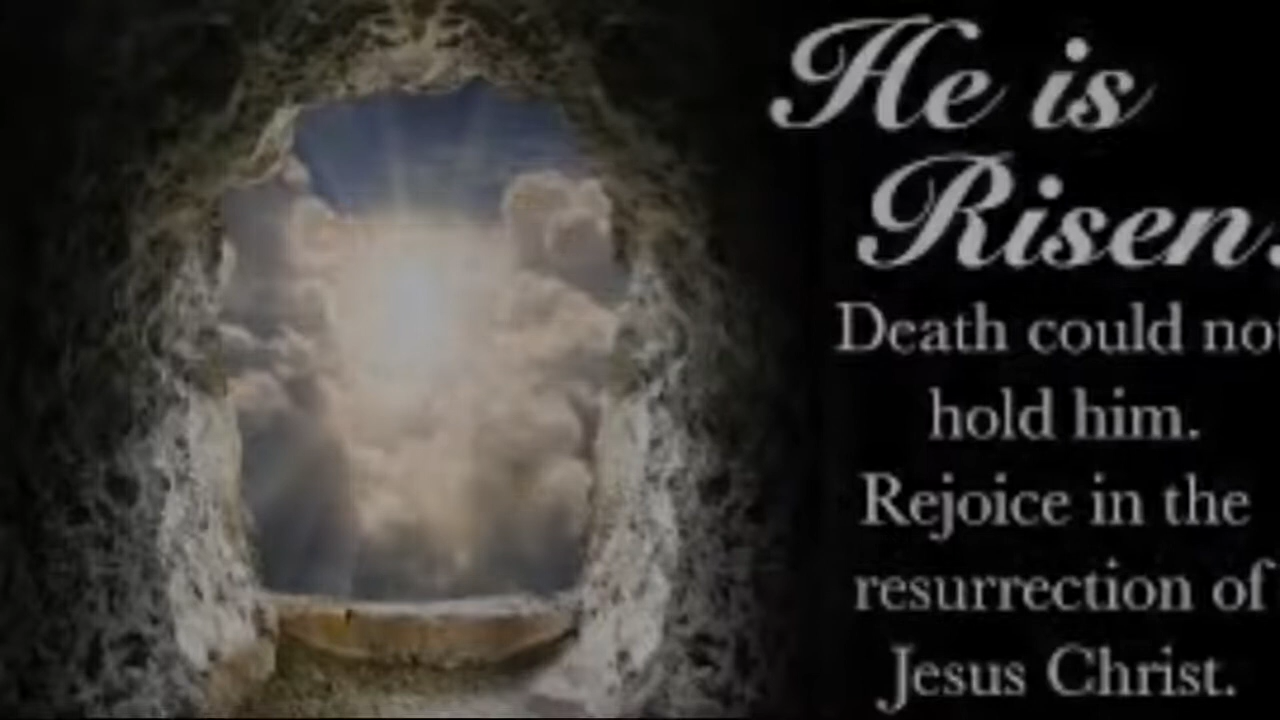 He is
Risen.
Death could not
hold him.
Rejoice in the
resurrection of
Jesus Christ.